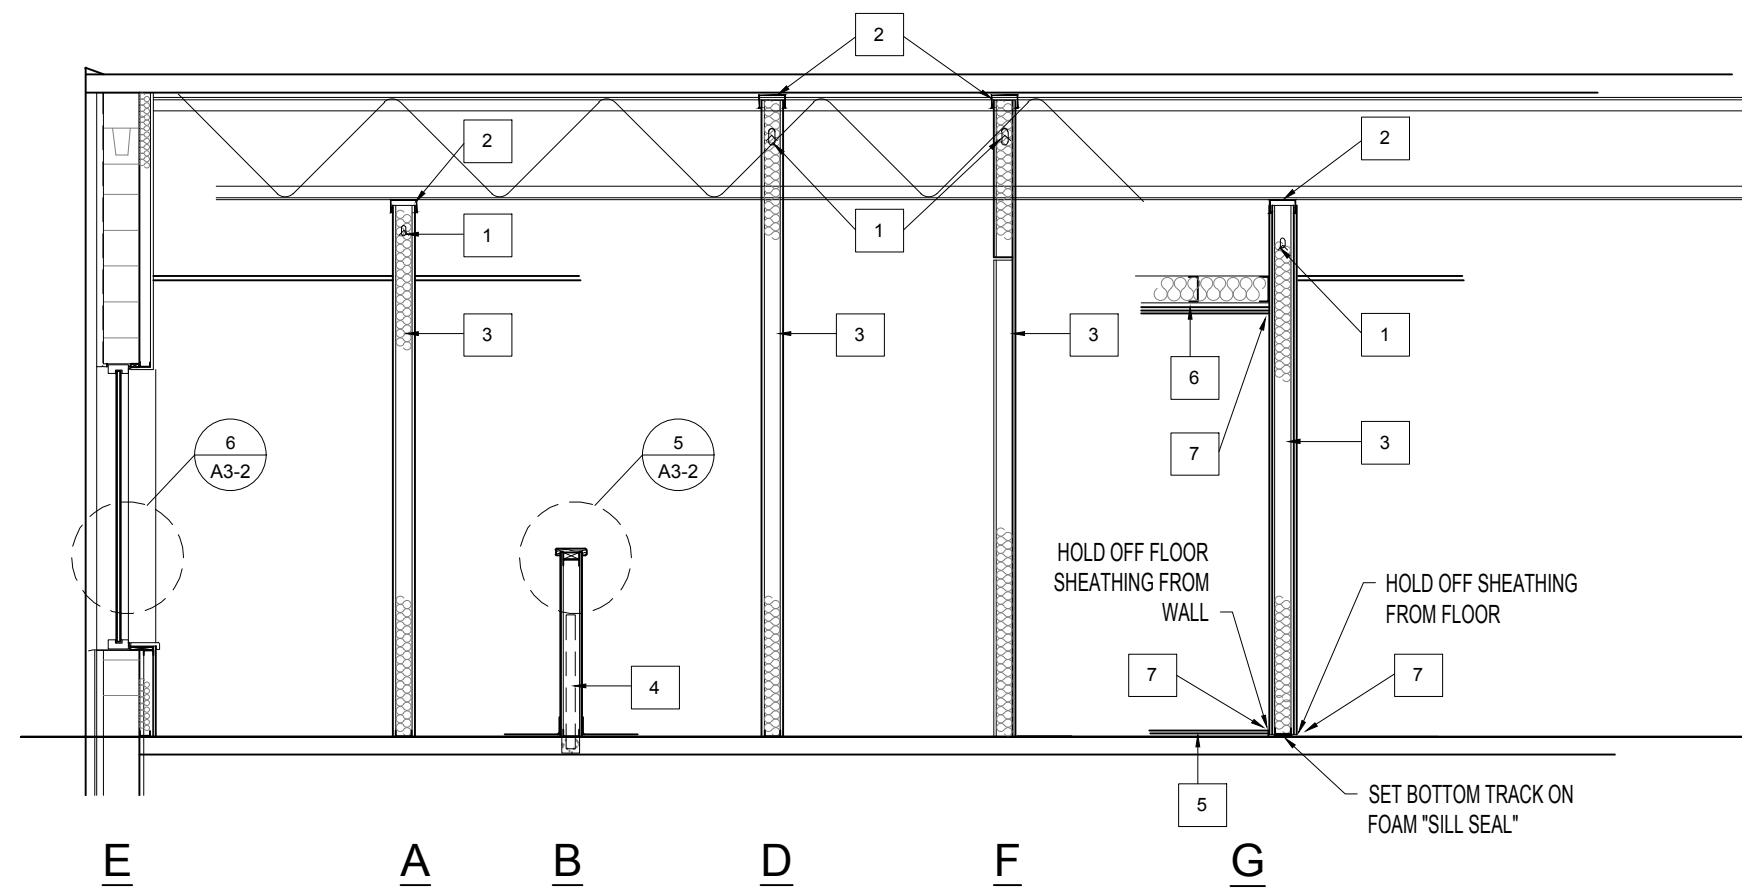 2
2
2
1
1
1
3
3
3
6
6
A3-2
5
A3-2
7
3
HOLD OFF FLOOR
SHEATHING FROM
WALL
HOLD OFF SHEATHING
FROM FLOOR
4
7
7
5
SET BOTTOM TRACK ON
FOAM "SILL SEAL"
E
A
B
D
F
G